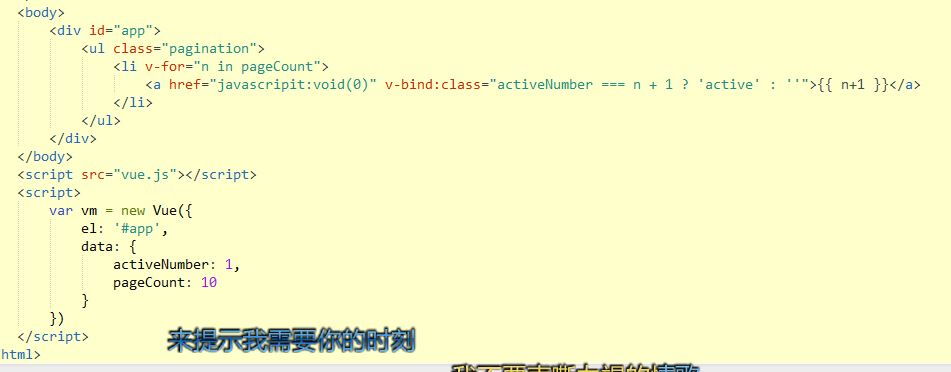 <body>
<div id="app">
<ul class="pagination">
<li v-for="n in pageCount">
<a href="javascripit:void(0)" v-bind:class="activeNumber === n + 1 ? 'active' : ''">{{ n+1 }}</a>
</li>
</ul>
</div>
</body>
<script src="vue.js"></script>
<script>
var vm = new Vue({
el: '#app',
data: {
activeNumber: 1,
pageCount: 10
}
})
</script>
来提示我需要你的时刻
html>